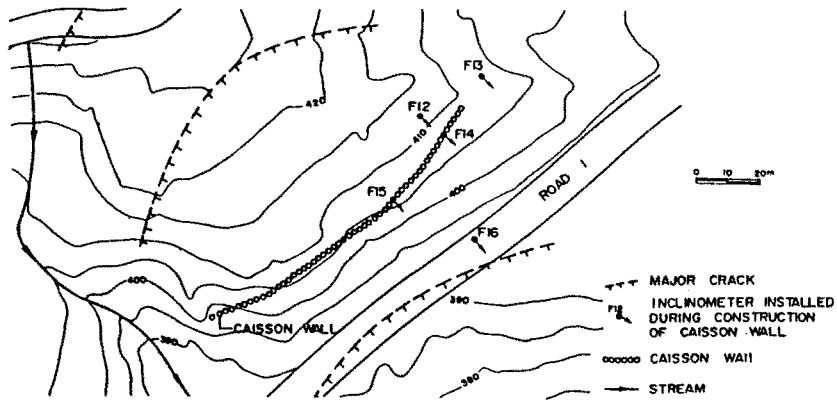 F13
F12
420
410
F14
F15
400
ROAD 1
0 10 20m
F16
400
CAISSON WALL
390
390
380
MAJOR CRACK
F12
INCLINOMETER INSTALLED
DURING CONSTRUCTION
OF CAISSON WALL
CAISSON WAll
STREAM